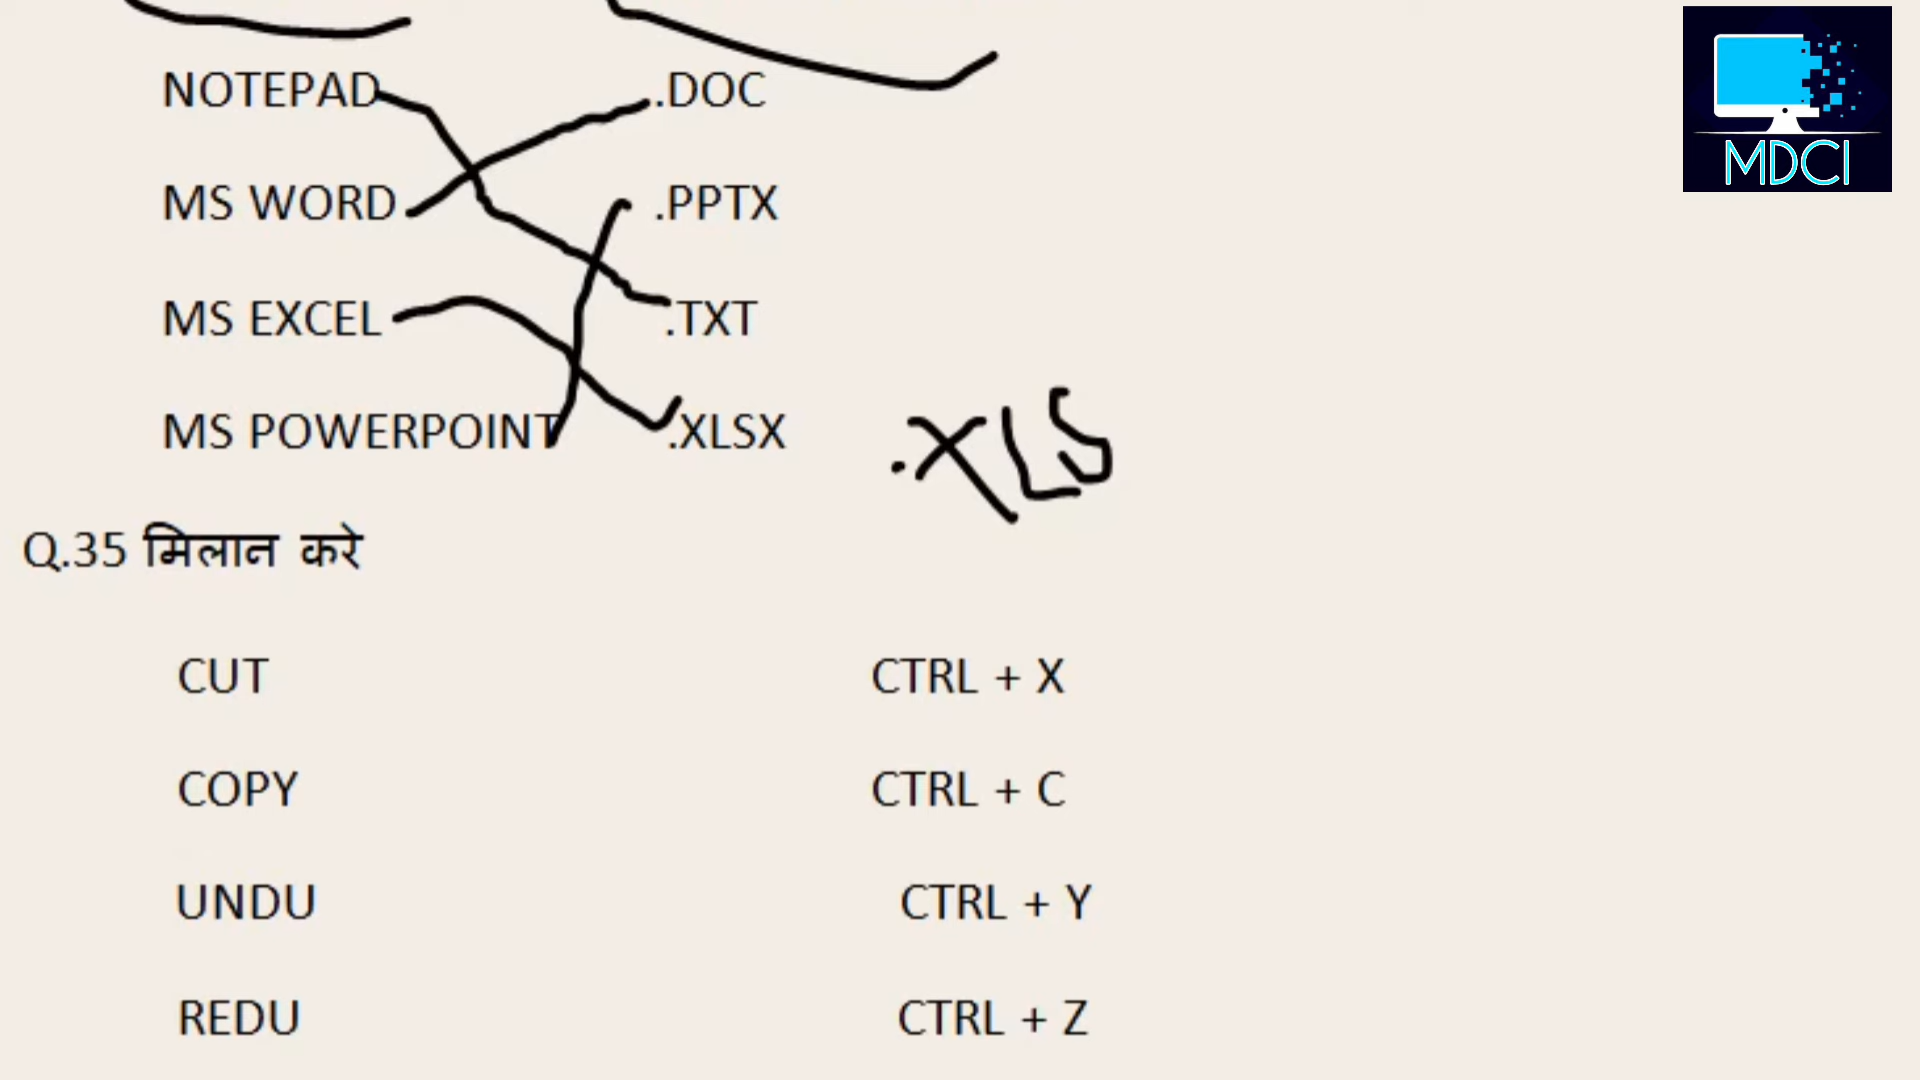 MDCI
NOTEPAD .DOC
MS WORD .PPTX
MS EXCEL .TXT
MS POWERPOINT .XLSX
.XLS
Q.35 मिलान करे
CUT CTRL + X
COPY CTRL + C
UNDU CTRL + Y
REDU CTRL + Z